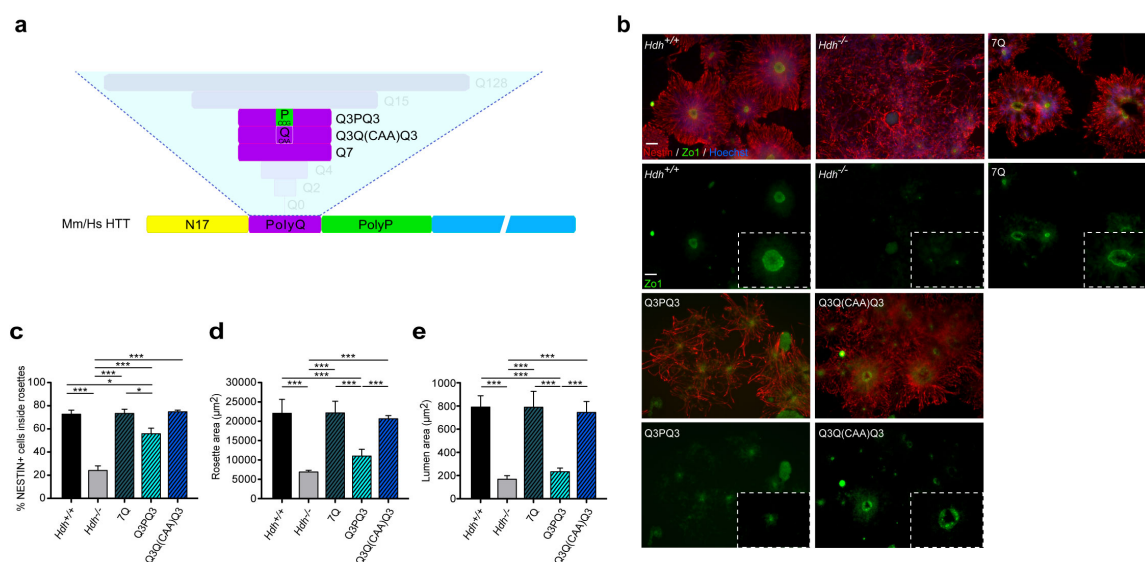 a
Q128
Q15
P
CCG
Q3PQ3
Q
CAA
Q3Q(CAA)Q3
Q7
Q4
Q2
Q0
Mm/Hs HTT
N17
PolyQ
PolyP
b
Hdh+/+
Hdh-/-
7Q
Nestin / Zo1 / Hoechst
Hdh+/+
Hdh-/-
7Q
Zo1
Q3PQ3
Q3Q(CAA)Q3
Q3PQ3
Q3Q(CAA)Q3
c
% NESTIN+ cells inside rosettes
100
80
60
40
20
0
***
***
***
*
***
*
Hdh+/+
Hdh-/-
7Q
Q3PQ3
Q3Q(CAA)Q3
d
Rosette area (µm2)
30000
25000
20000
15000
10000
5000
0
***
***
***
***
***
***
Hdh+/+
Hdh-/-
7Q
Q3PQ3
Q3Q(CAA)Q3
e
Lumen area (µm2)
1000
800
600
400
200
0
***
***
***
***
***
***
Hdh+/+
Hdh-/-
7Q
Q3PQ3
Q3Q(CAA)Q3